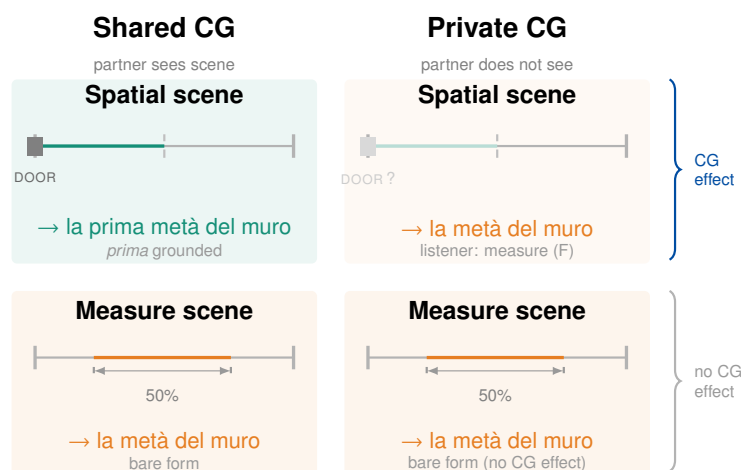 Shared CG
partner sees scene
Private CG
partner does not see
Spatial scene
DOOR
→ la prima metà del muro
prima grounded
Spatial scene
DOOR ?
→ la metà del muro
listener: measure (F)
CG
effect
Measure scene
50%
→ la metà del muro
bare form
Measure scene
50%
→ la metà del muro
bare form (no CG effect)
no CG
effect